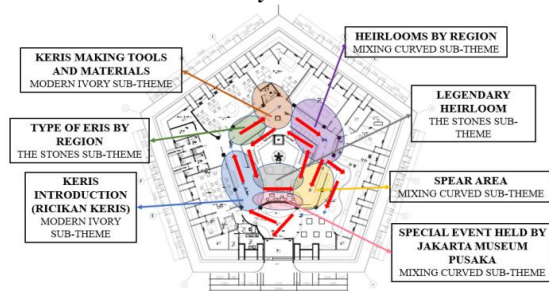 KERIS MAKING TOOLS
AND MATERIALS
MODERN IVORY SUB-THEME
TYPE OF ERIS BY
REGION
THE STONES SUB-THEME
KERIS
INTRODUCTION
(RICIKAN KERIS)
MODERN IVORY
SUB-THEME
HEIRLOOMS BY REGION
MIXING CURVED SUB-THEME
LEGENDARY
HEIRLOOM
THE STONES SUB-
THEME
SPEAR AREA
MIXING CURVED SUB-THEME
SPECIAL EVENT HELD BY
JAKARTA MUSEUM
PUSAKA
MIXING CURVED SUB-THEME